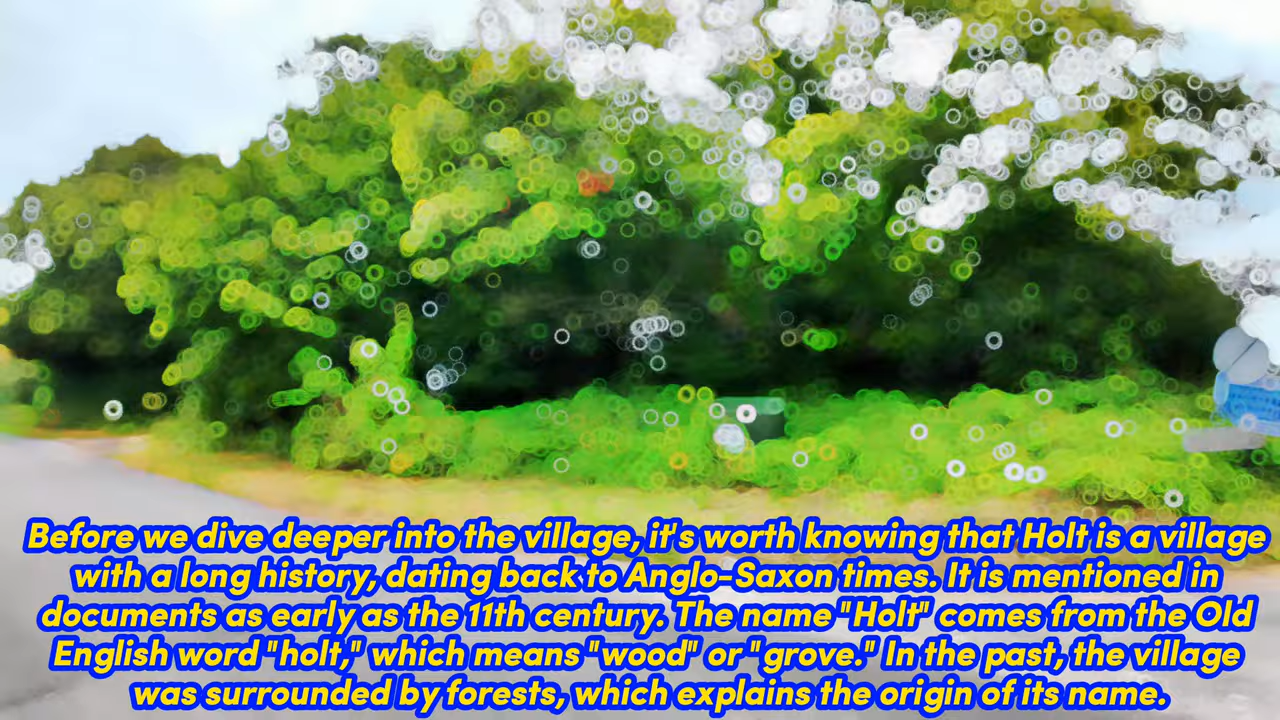 Before we dive deeper into the village, it's worth knowing that Holt is a village
with a long history, dating back to Anglo-Saxon times. It is mentioned in
documents as early as the 11th century. The name "Holt" comes from the Old
English word "holt," which means "wood" or "grove." In the past, the village
was surrounded by forests, which explains the origin of its name.